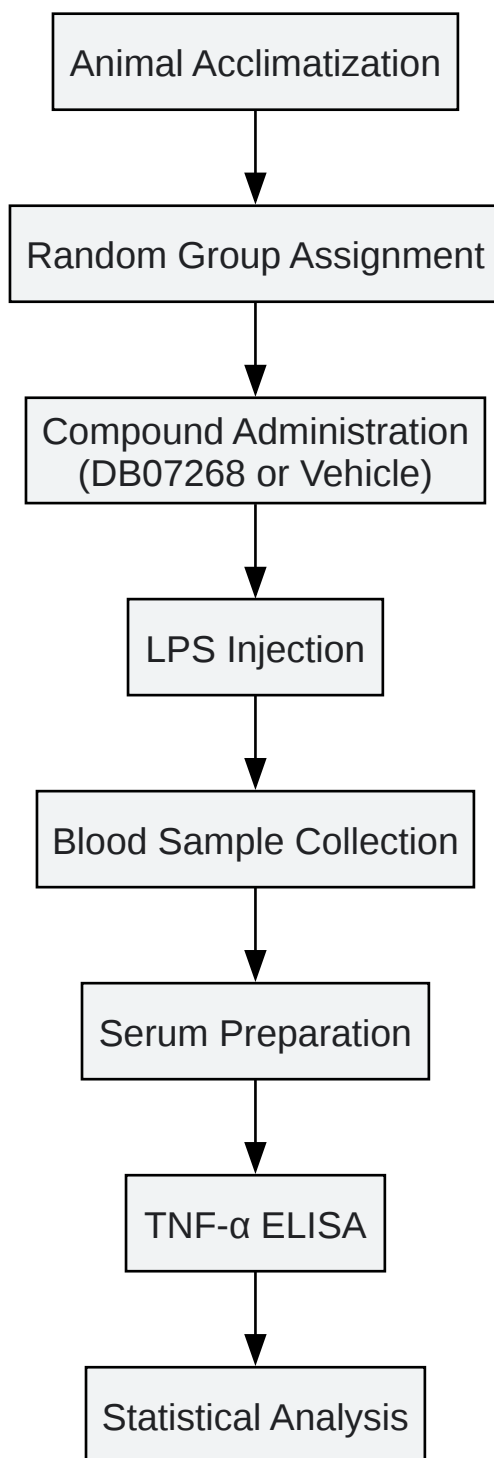 Animal Acclimatization
Random Group Assignment
Compound Administration
(DB07268 or Vehicle)
LPS Injection
Blood Sample Collection
Serum Preparation
TNF-α ELISA
Statistical Analysis